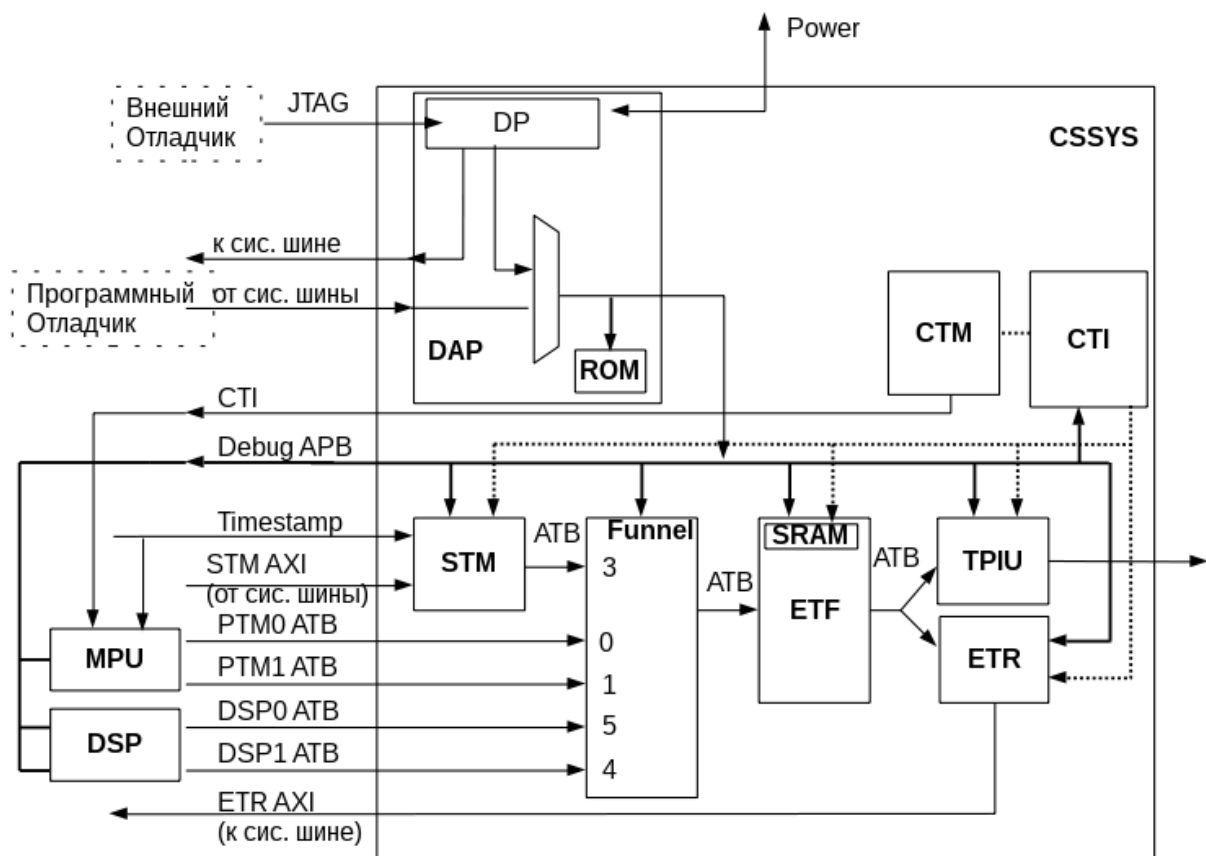 Power
Внешний
Отладчик
JTAG
DP
CSSYS
к сис. шине
Программный
Отладчик
от сис. шины
DAP
ROM
CTM
CTI
CTI
Debug APB
Timestamp
STM AXI
(от сис. шины)
STM
ATB
Funnel
3
0
1
5
4
ATB
SRAM
ETF
ATB
TPIU
ETR
MPU
PTM0 ATB
PTM1 ATB
DSP
DSP0 ATB
DSP1 ATB
ETR AXI
(к сис. шине)